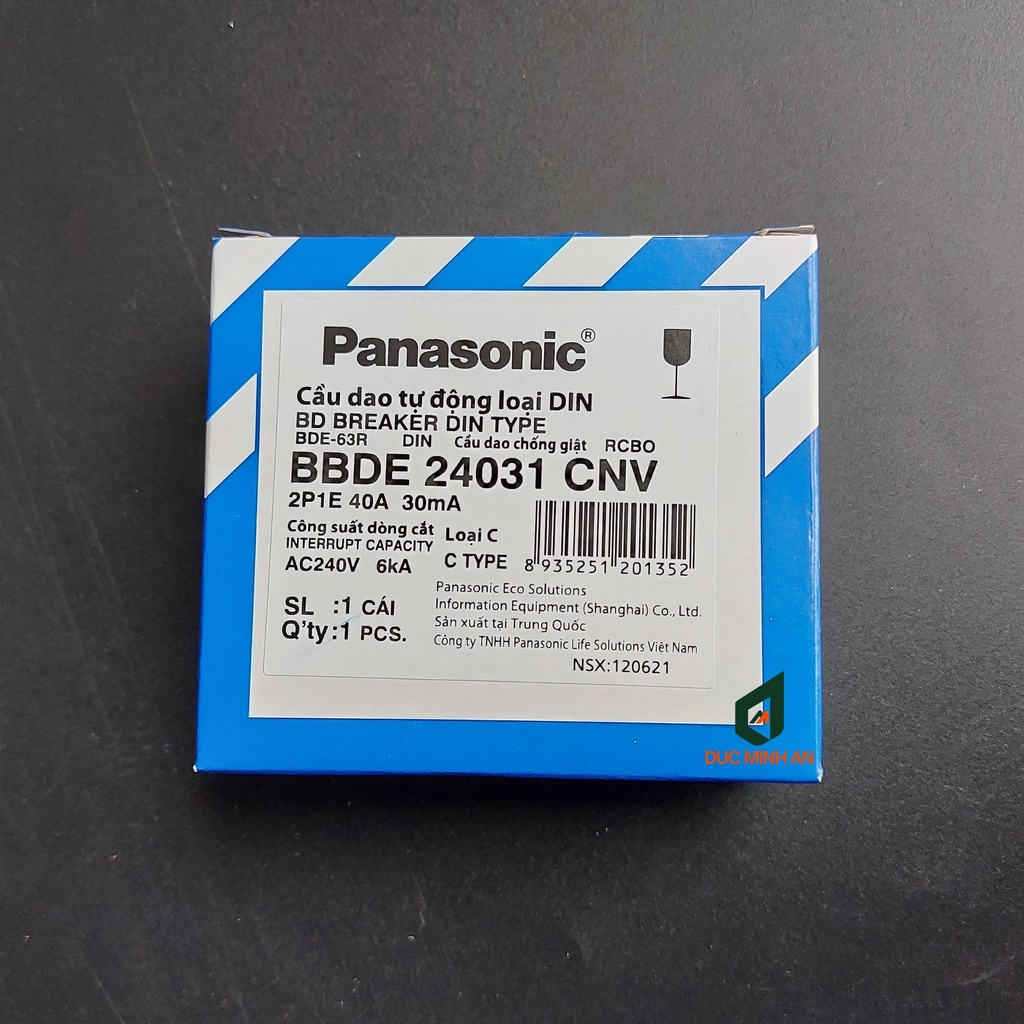 Panasonic®
Cầu dao tự động loại DIN
BD BREAKER DIN TYPE
BDE-63R DIN Cầu dao chống giật RCBO
BBDE 24031 CNV
2P1E 40A 30mA
Công suất dòng cắt Loại C
INTERRUPT CAPACITY C TYPE
AC240V 6kA
8 935251 201352
SL :1 CÁI
Q'ty:1 PCS.
Panasonic Eco Solutions
Information Equipment (Shanghai) Co., Ltd.
Sản xuất tại Trung Quốc
Công ty TNHH Panasonic Life Solutions Việt Nam
NSX:120621
DUC MINH AN